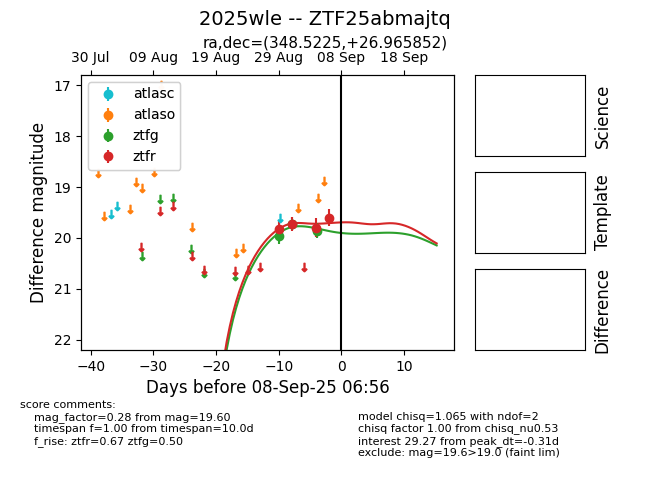 2025wle -- ZTF25abmajtq
ra,dec=(348.5225,+26.965852)
30 Jul 09 Aug 19 Aug 29 Aug 08 Sep 18 Sep
17
18
19
20
21
22
Difference magnitude
atlasc
atlaso
ztfg
ztfr
−40 −30 −20 −10 0 10
Days before 08-Sep-25 06:56
Science
Template
Difference
score comments:
mag_factor=0.28 from mag=19.60
timespan f=1.00 from timespan=10.0d
f_rise: ztfr=0.67 ztfg=0.50
model chisq=1.065 with ndof=2
chisq factor 1.00 from chisq_nu0.53
interest 29.27 from peak_dt=-0.31d
exclude: mag=19.6>19.0 (faint lim)